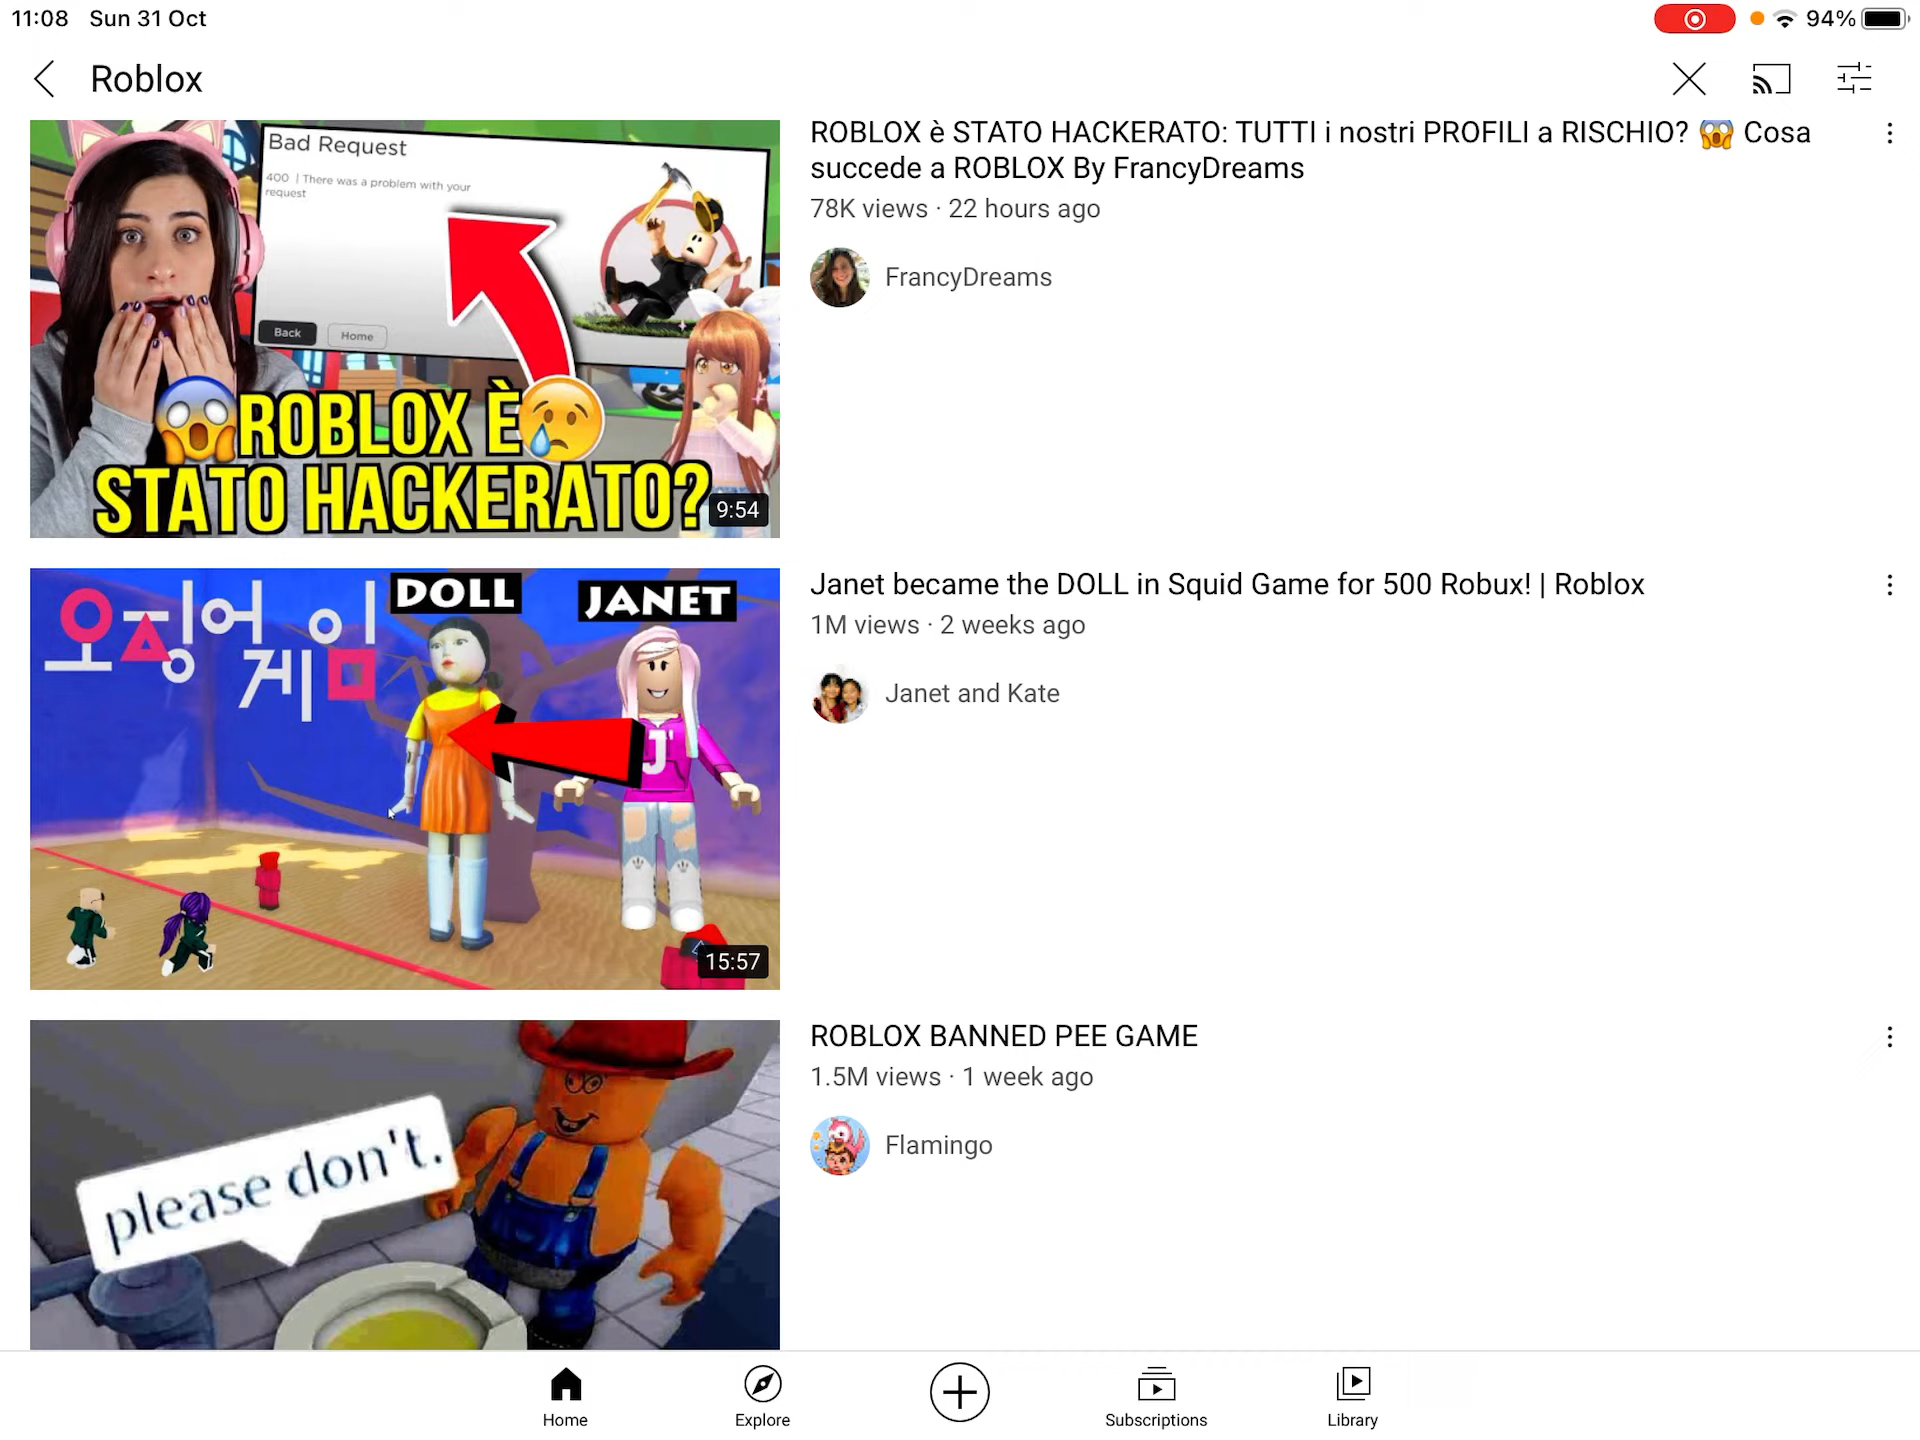 11:08 Sun 31 Oct
94%
Roblox
Bad Request
400 | There was a problem with your
request
Back Home
ROBLOX È
STATO HACKERATO?
9:54
ROBLOX è STATO HACKERATO: TUTTI i nostri PROFILI a RISCHIO? 😱 Cosa
succede a ROBLOX By FrancyDreams
78K views · 22 hours ago
FrancyDreams
오징어 게임
DOLL
JANET
J
15:57
Janet became the DOLL in Squid Game for 500 Robux! | Roblox
1M views · 2 weeks ago
Janet and Kate
please don't.
ROBLOX BANNED PEE GAME
1.5M views · 1 week ago
Flamingo
Home Explore Subscriptions Library